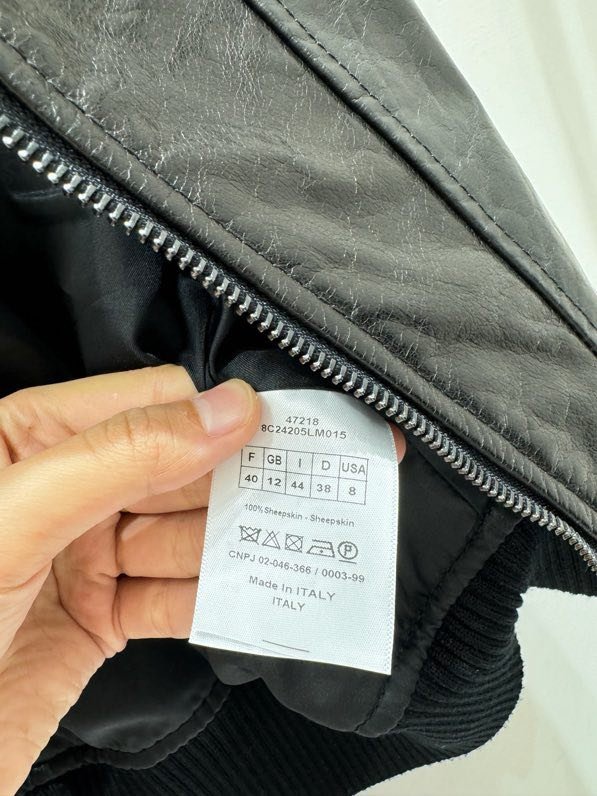 47218
8C24205LM015
F GB I D USA
40 12 44 38 8
100%Sheepskin - Sheepskin
P
CNPJ 02-046-366 / 0003-99
Made In ITALY
ITALY